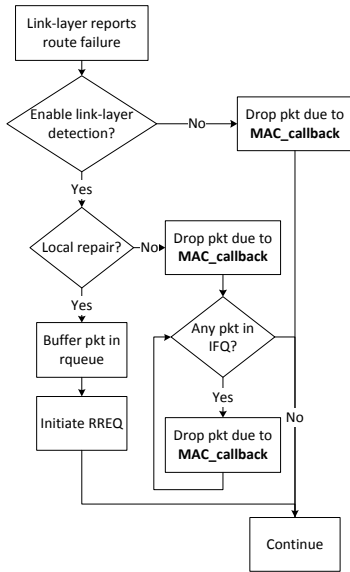 Link-layer reports
route failure
Enable link-layer
detection?
No
Drop pkt due to
MAC_callback
Yes
Local repair?
No
Drop pkt due to
MAC_callback
Yes
Buffer pkt in
rqueue
Any pkt in
IFQ?
Yes
Initiate RREQ
Drop pkt due to
MAC_callback
No
Continue